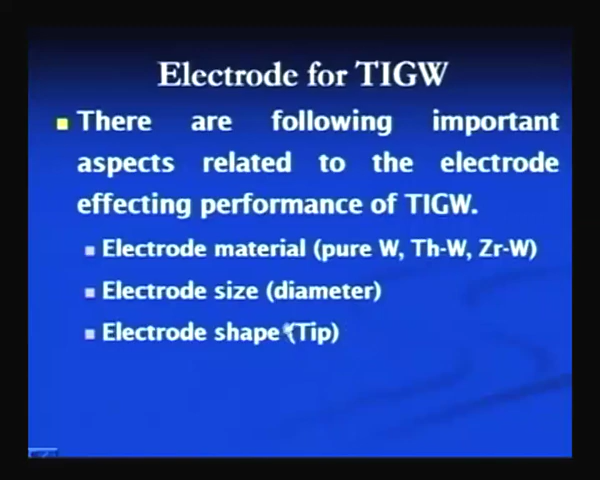 Electrode for TIGW
There are following important
aspects related to the electrode
effecting performance of TIGW.
Electrode material (pure W, Th-W, Zr-W)
Electrode size (diameter)
Electrode shape (Tip)